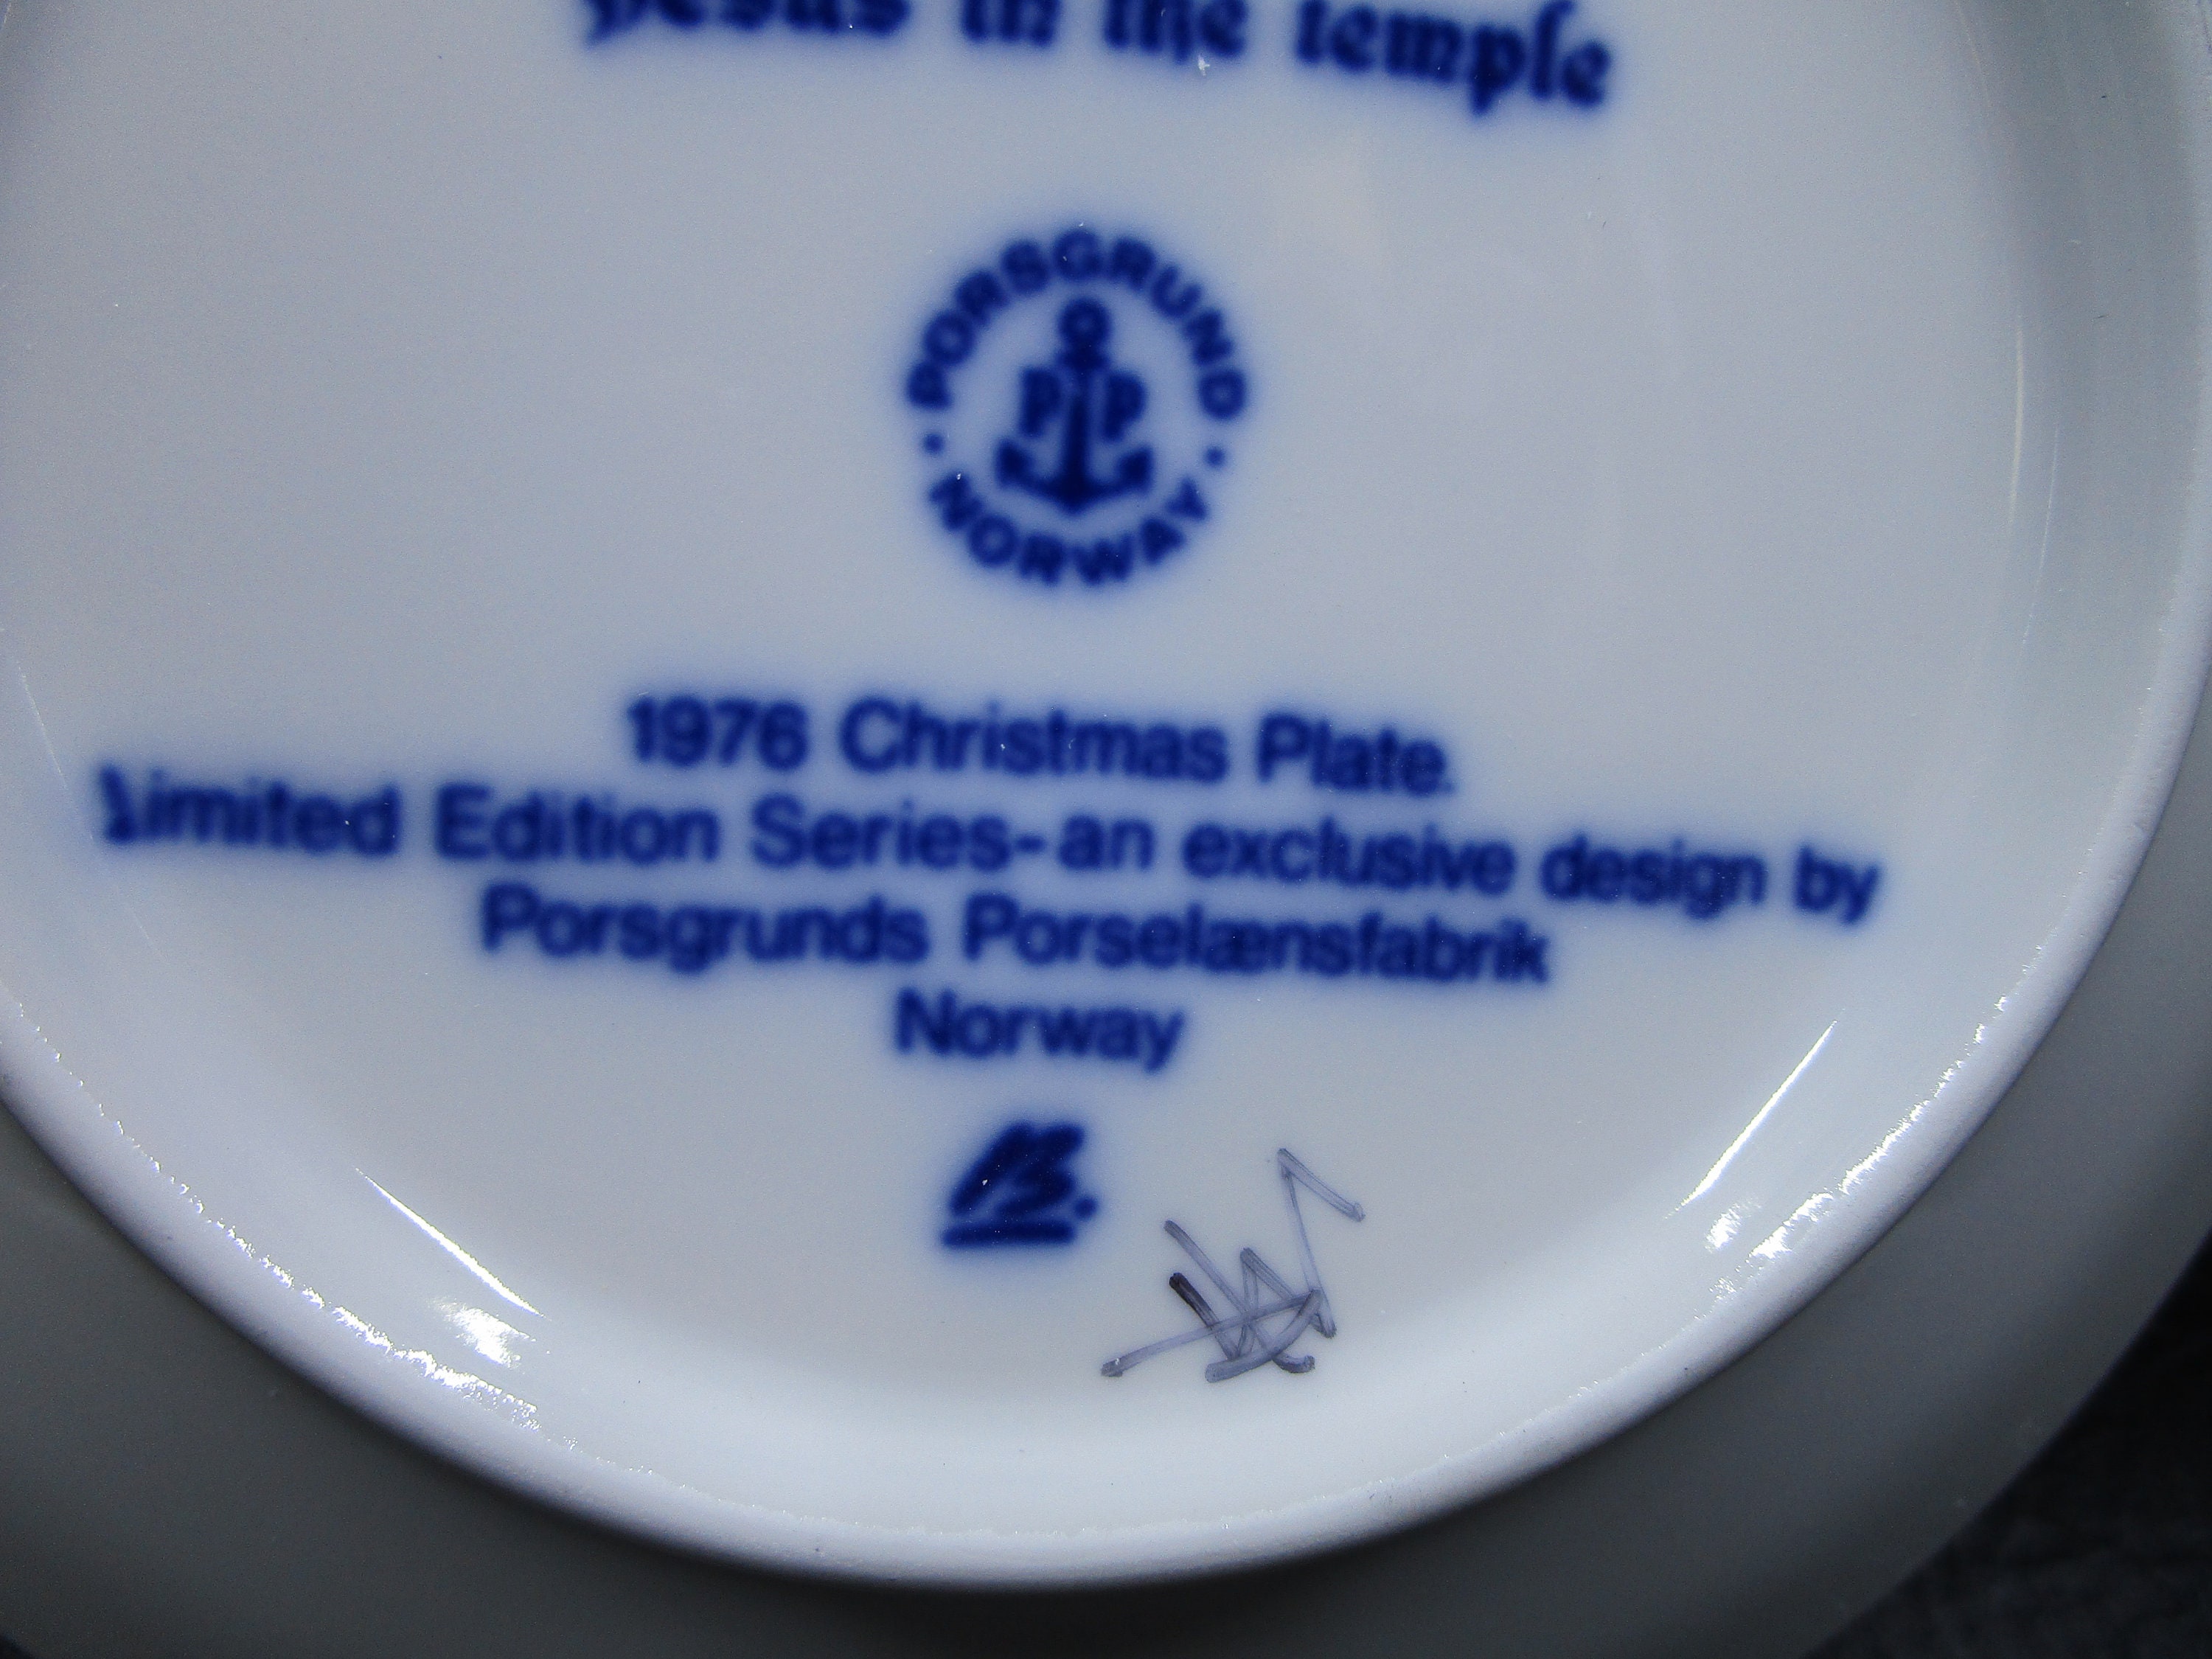 Jesus in the temple
PORSGRUND
P P
· NORWAY ·
1976 Christmas Plate.
Limited Edition Series-an exclusive design by
Porsgrunds Porselænsfabrik
Norway